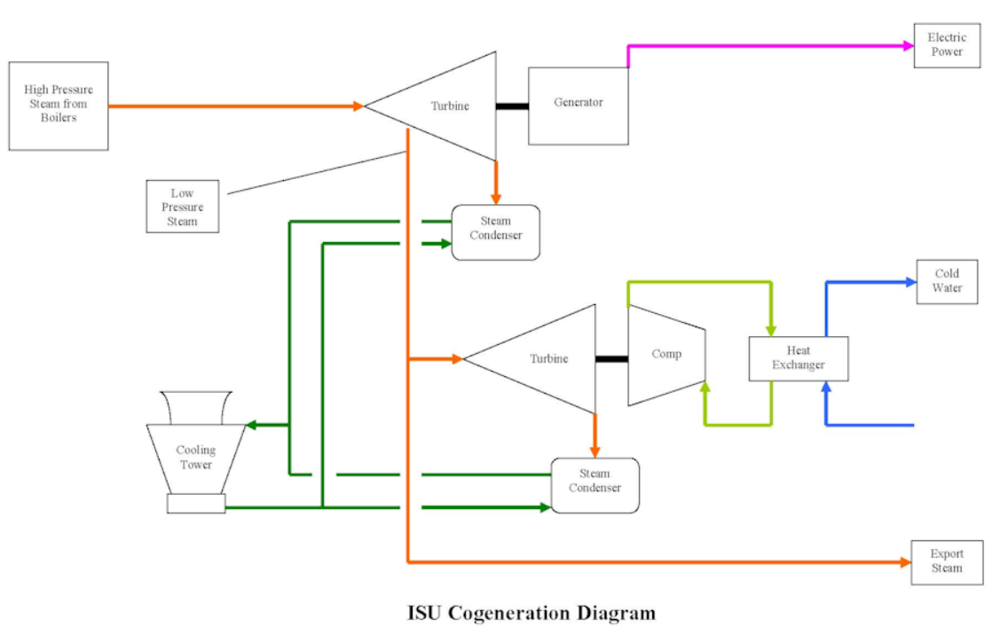 Electric
Power
High Pressure
Steam from
Boilers
Turbine
Generator
Low
Pressure
Steam
Steam
Condenser
Cold
Water
Turbine
Comp
Heat
Exchanger
Cooling
Tower
Steam
Condenser
Export
Steam
ISU Cogeneration Diagram